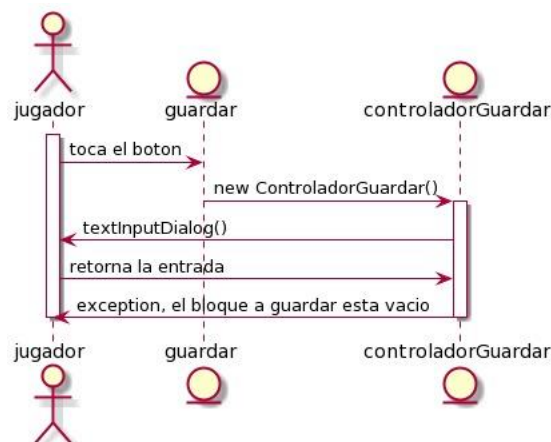 jugador guardar controladorGuardar
toca el boton
new ControladorGuardar()
textInputDialog()
retorna la entrada
exception, el bloque a guardar esta vacio
jugador guardar controladorGuardar